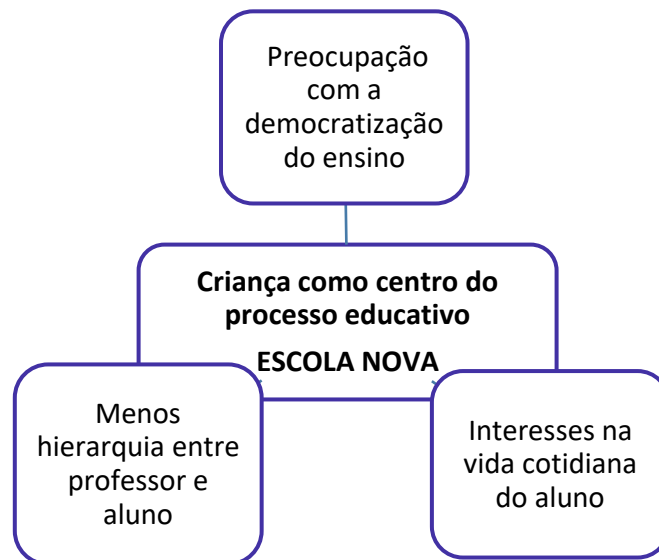 Preocupação
com a
democratização
do ensino
Criança como centro do
processo educativo
ESCOLA NOVA
Menos
hierarquia entre
professor e
aluno
Interesses na
vida cotidiana
do aluno